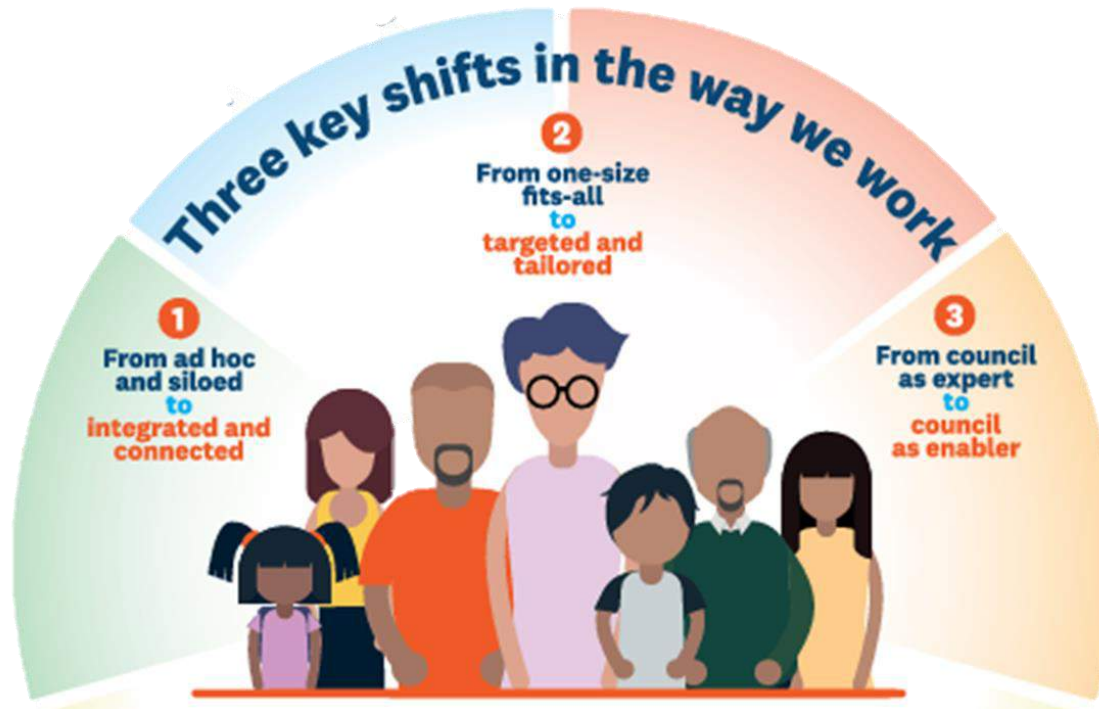 Three key shifts in the way we work
1
From ad hoc
and siloed
to
integrated and
connected
2
From one-size
fits-all
to
targeted and
tailored
3
From council
as expert
to
council
as enabler